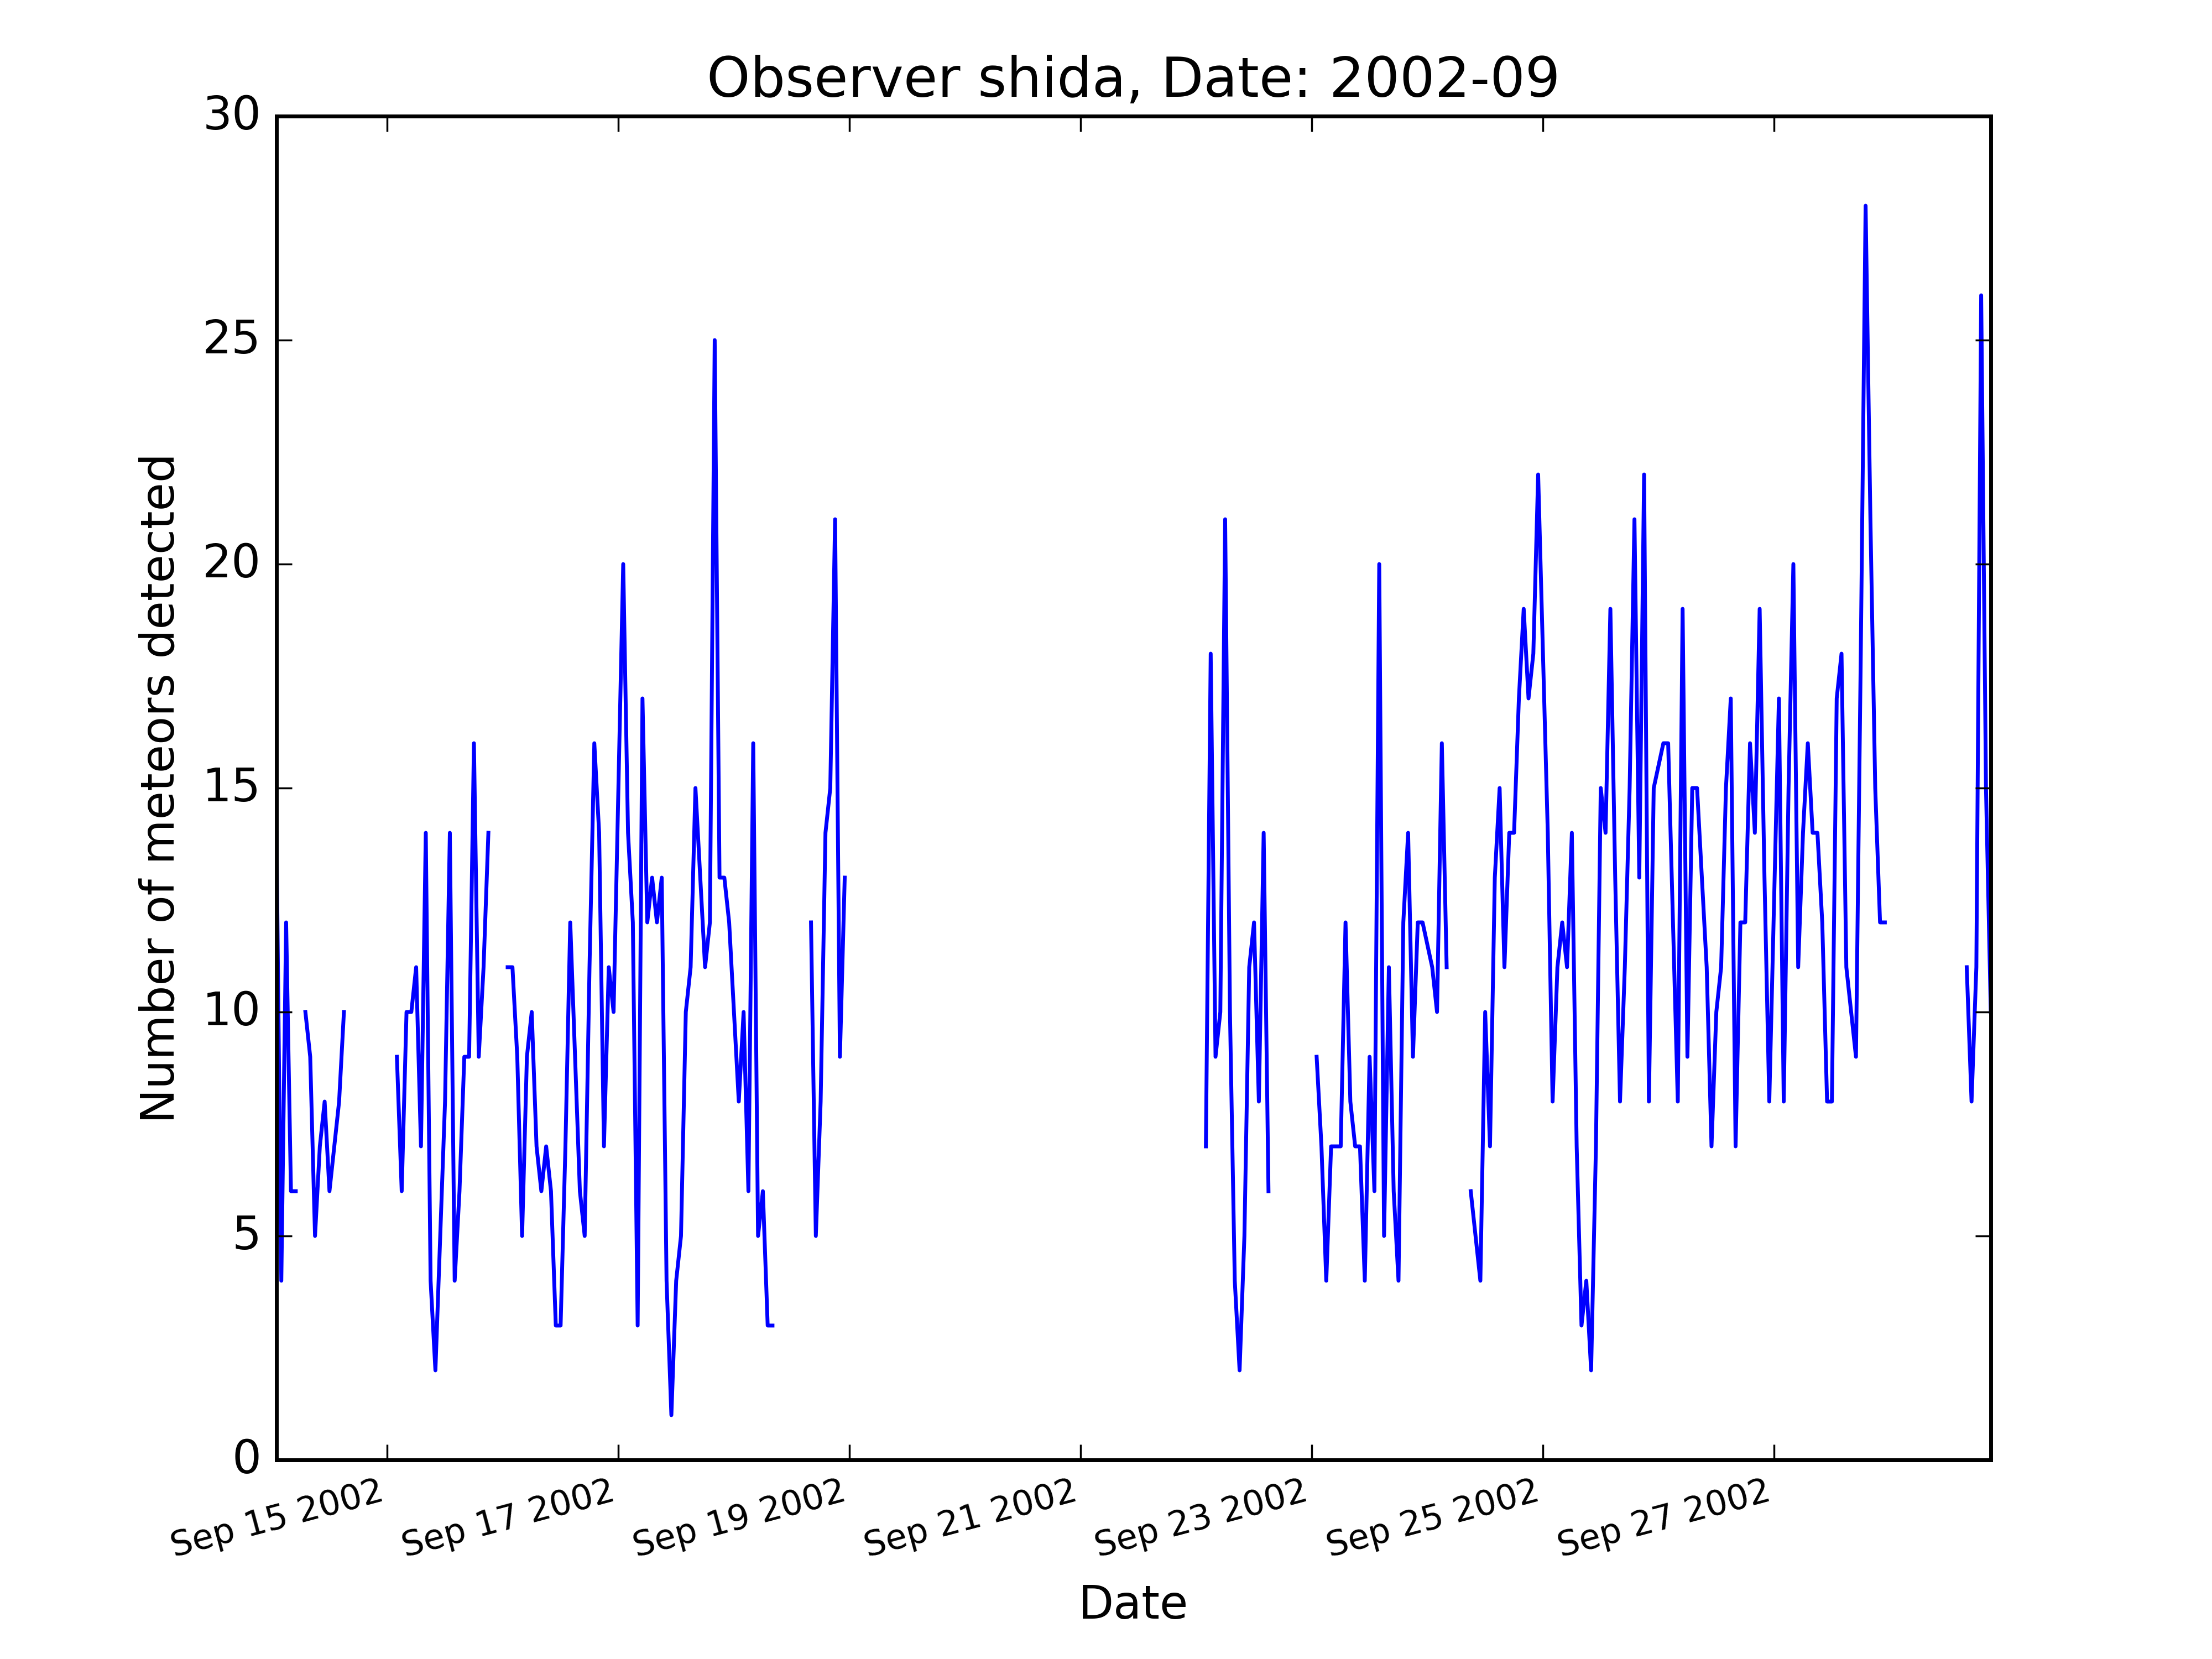 Observer shida, Date: 2002-09
30
25
20
15
10
5
0
Number of meteors detected
Sep 15 2002
Sep 17 2002
Sep 19 2002
Sep 21 2002
Sep 23 2002
Sep 25 2002
Sep 27 2002
Date